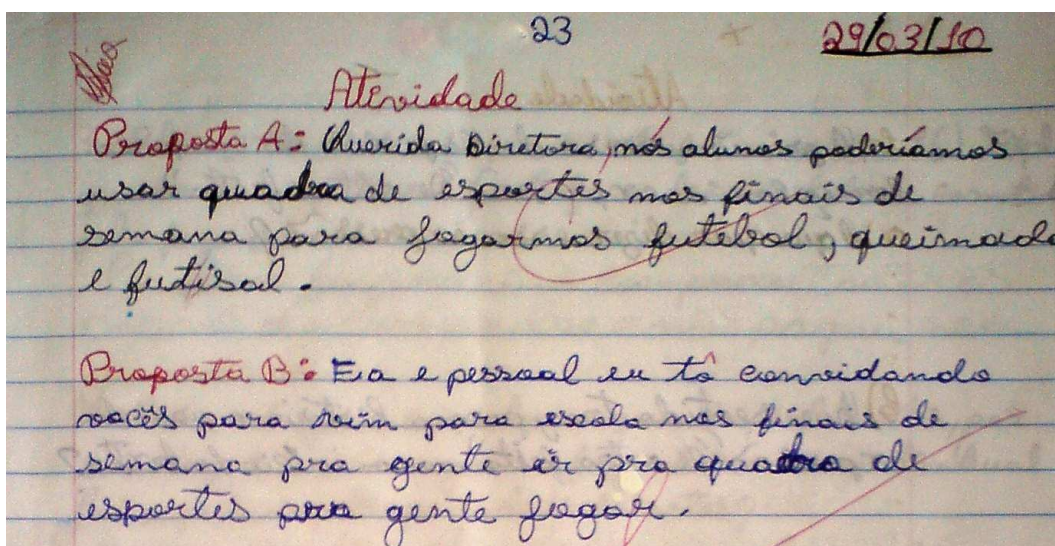 23
29/03/10
Atividade
Proposta A: Querida Diretora, nós alunos poderíamos
usar quadra de esportes nos finais de
semana para jogarmos futebol, queimada
e futisal.
Proposta B: Eia e pessoal eu tô convidando
vocês para vim para escola nos finais de
semana pra gente ir pra quadra de
esportes pra gente jogar.